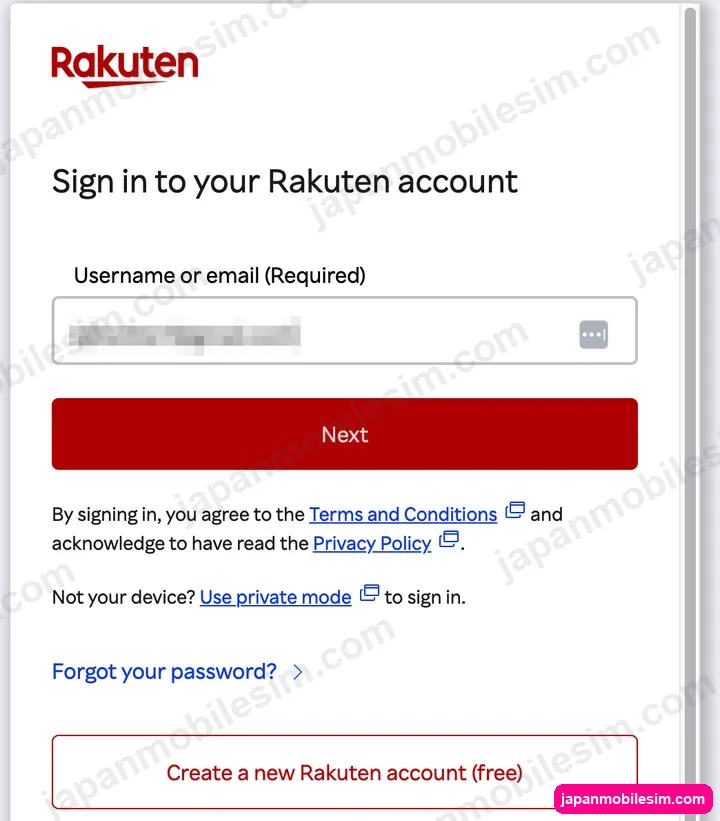 Rakuten
Sign in to your Rakuten account
Username or email (Required)
Next
By signing in, you agree to the Terms and Conditions and
acknowledge to have read the Privacy Policy.
Not your device? Use private mode to sign in.
Forgot your password?
Create a new Rakuten account (free)
japanmobilesim.com